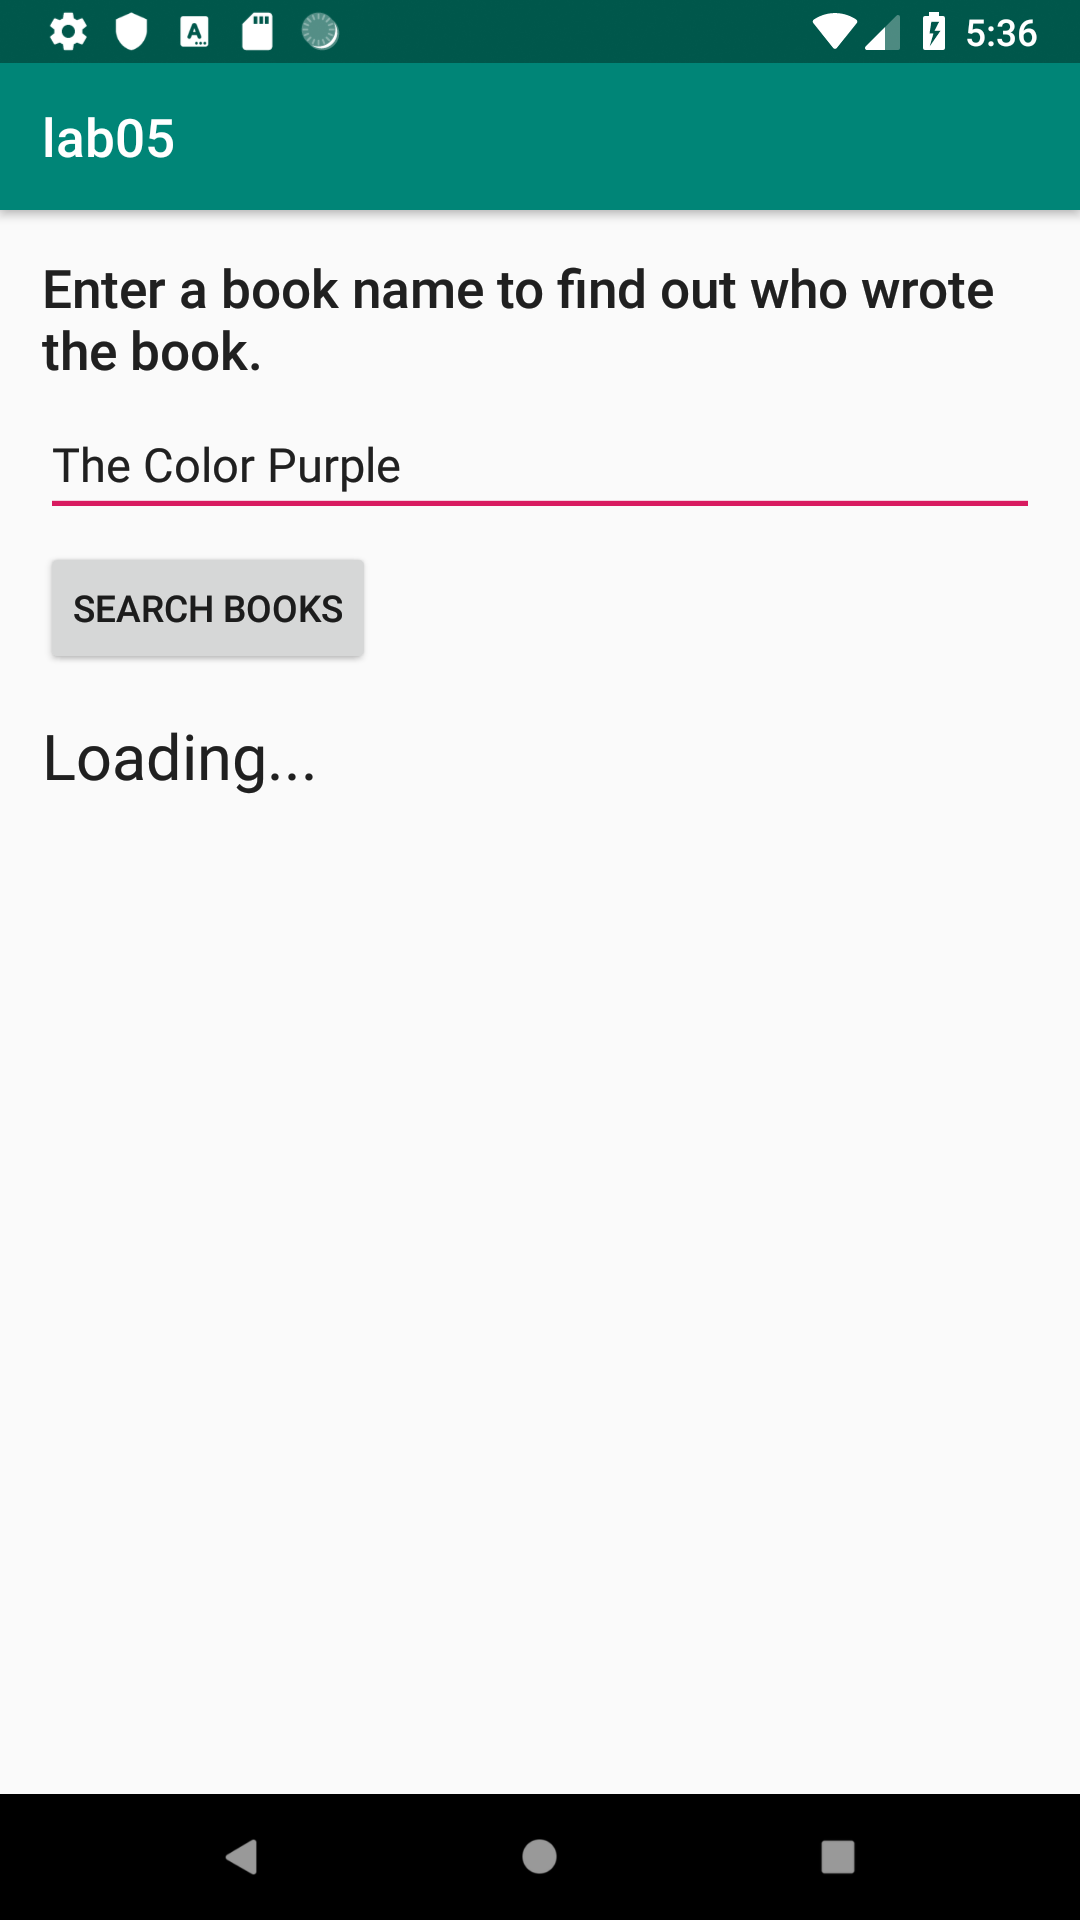 5:36
lab05
Enter a book name to find out who wrote
the book.
The Color Purple
SEARCH BOOKS
Loading...